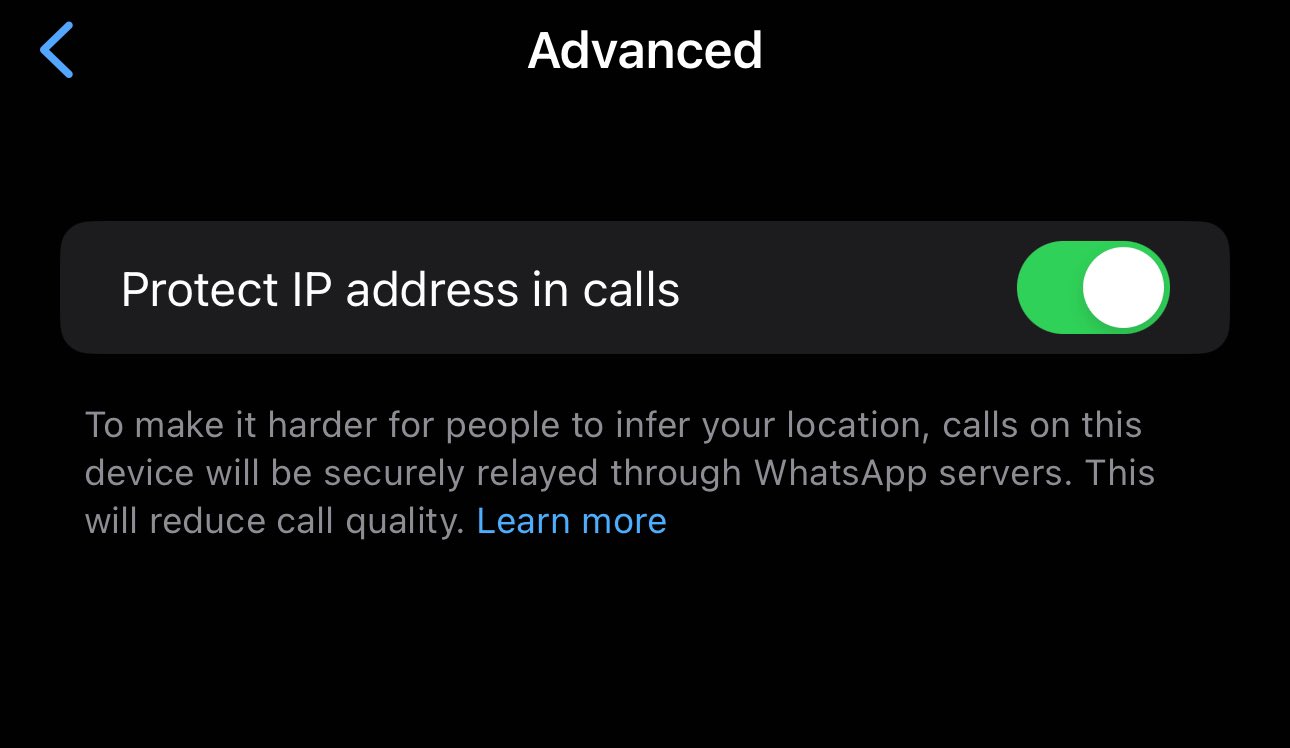 Advanced
Protect IP address in calls
To make it harder for people to infer your location, calls on this
device will be securely relayed through WhatsApp servers. This
will reduce call quality. Learn more